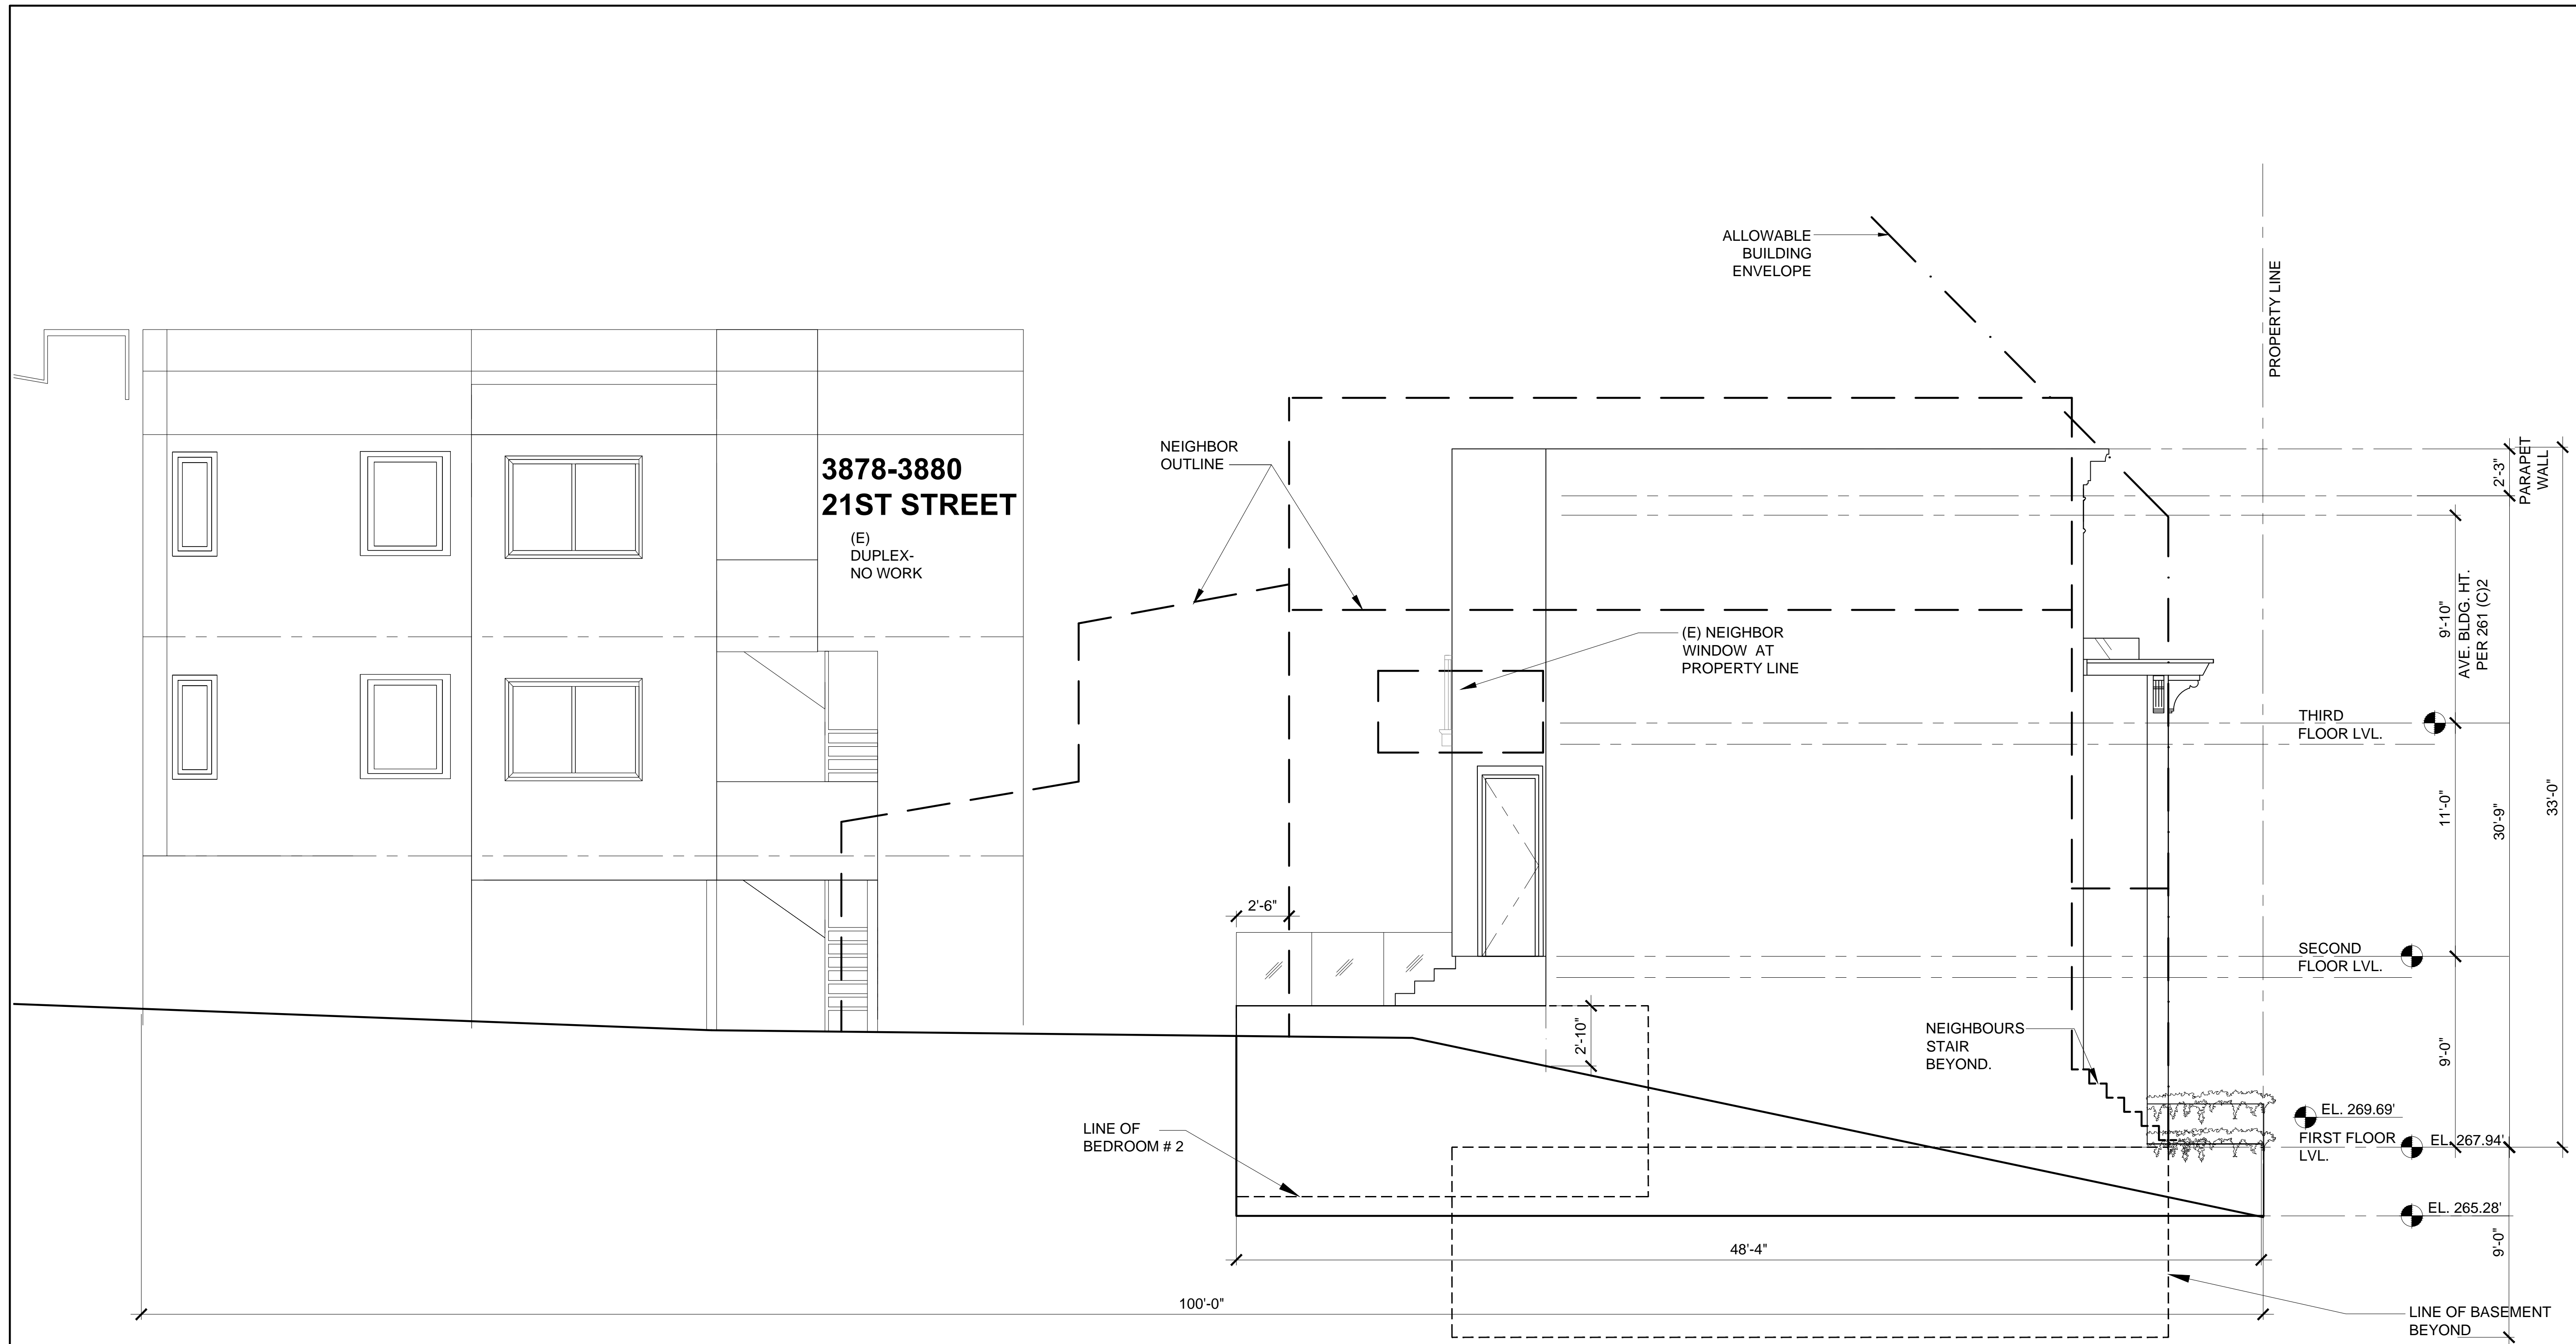 ALLOWABLE
BUILDING
ENVELOPE
PROPERTY LINE
NEIGHBOR
OUTLINE
3878-3880
21ST STREET
(E)
DUPLEX-
NO WORK
2'-3"
PARAPET
WALL
(E) NEIGHBOR
WINDOW AT
PROPERTY LINE
9'-10"
AVE. BLDG. HT.
PER 261 (C)2
THIRD
FLOOR LVL.
11'-0"
30'-9"
33'-0"
2'-6"
SECOND
FLOOR LVL.
2'-10"
NEIGHBOURS
STAIR
BEYOND.
9'-0"
EL. 269.69'
LINE OF
BEDROOM # 2
FIRST FLOOR
LVL.
EL. 267.94'
EL. 265.28'
48'-4"
9'-0"
100'-0"
LINE OF BASEMENT
BEYOND